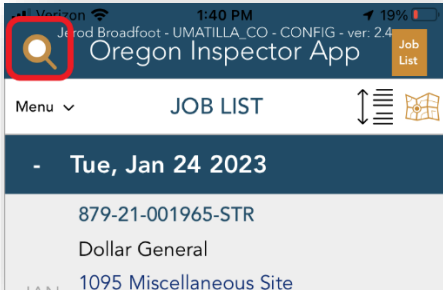 Verizon 1:40 PM 19%
Jerod Broadfoot - UMATILLA_CO - CONFIG - ver: 2.4
Oregon Inspector App
Job
List
Menu JOB LIST
- Tue, Jan 24 2023
879-21-001965-STR
Dollar General
JAN 1095 Miscellaneous Site